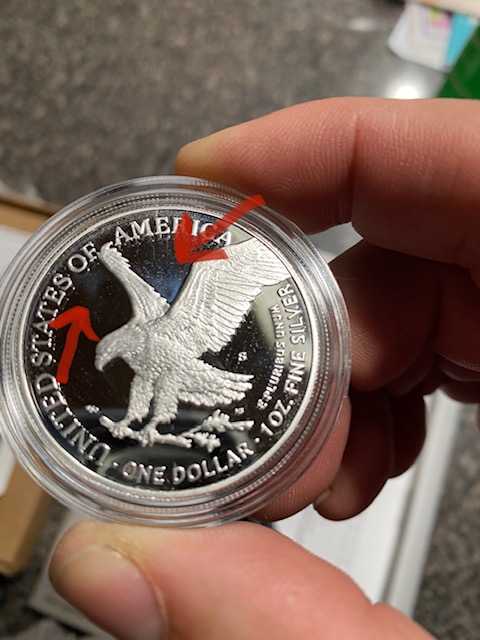 UNITED STATES OF AMERICA
S
E PLURIBUS UNUM
1 OZ. FINE SILVER
· ONE DOLLAR ·